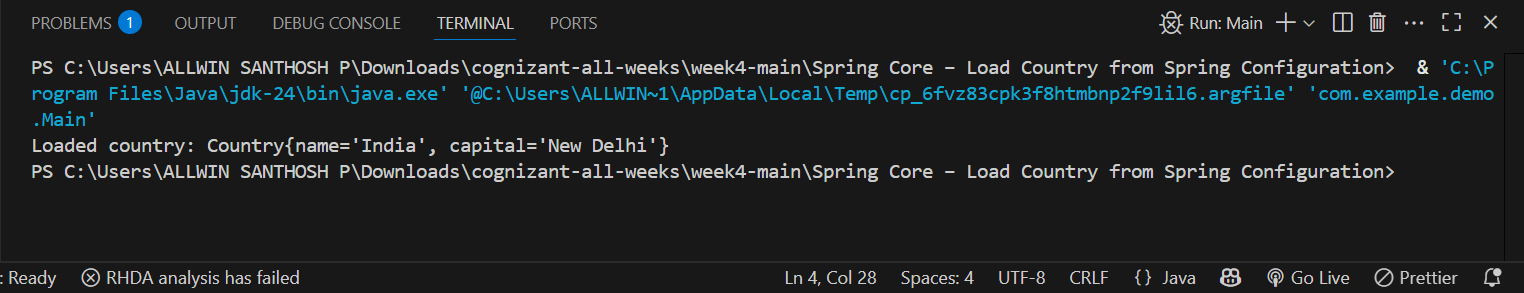 PROBLEMS 1 OUTPUT DEBUG CONSOLE TERMINAL PORTS Run: Main
PS C:\Users\ALLWIN SANTHOSH P\Downloads\cognizant-all-weeks\week4-main\Spring Core – Load Country from Spring Configuration>  & 'C:\P
rogram Files\Java\jdk-24\bin\java.exe' '@C:\Users\ALLWIN~1\AppData\Local\Temp\cp_6fvz83cpk3f8htmbnp2f9lil6.argfile' 'com.example.demo
.Main'
Loaded country: Country{name='India', capital='New Delhi'}
PS C:\Users\ALLWIN SANTHOSH P\Downloads\cognizant-all-weeks\week4-main\Spring Core – Load Country from Spring Configuration>
: Ready RHDA analysis has failed Ln 4, Col 28 Spaces: 4 UTF-8 CRLF {} Java Go Live Prettier